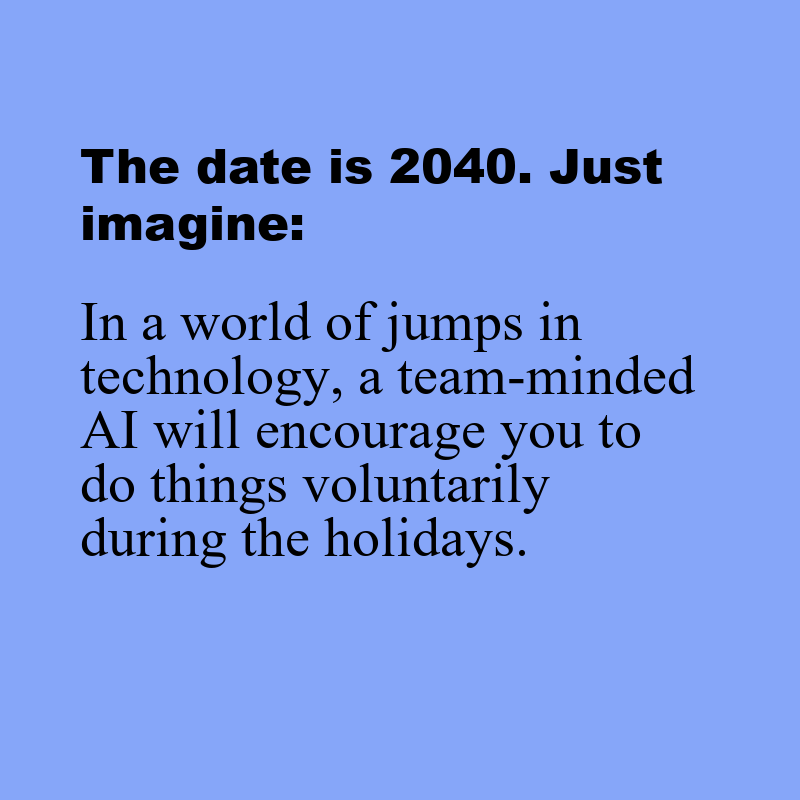 The date is 2040. Just
imagine:
In a world of jumps in
technology, a team-minded
AI will encourage you to
do things voluntarily
during the holidays.